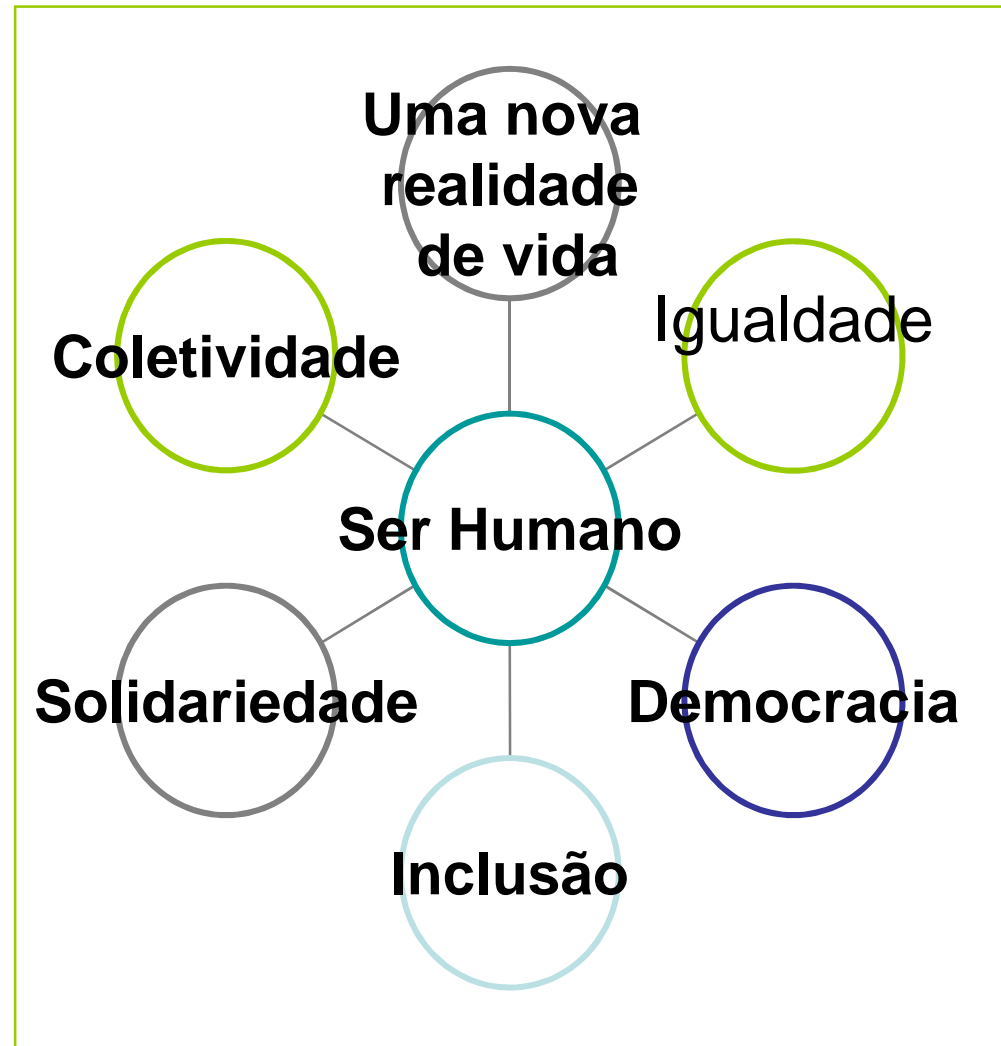 Uma nova
realidade
de vida
Igualdade
Coletividade
Ser Humano
Solidariedade
Democracia
Inclusão